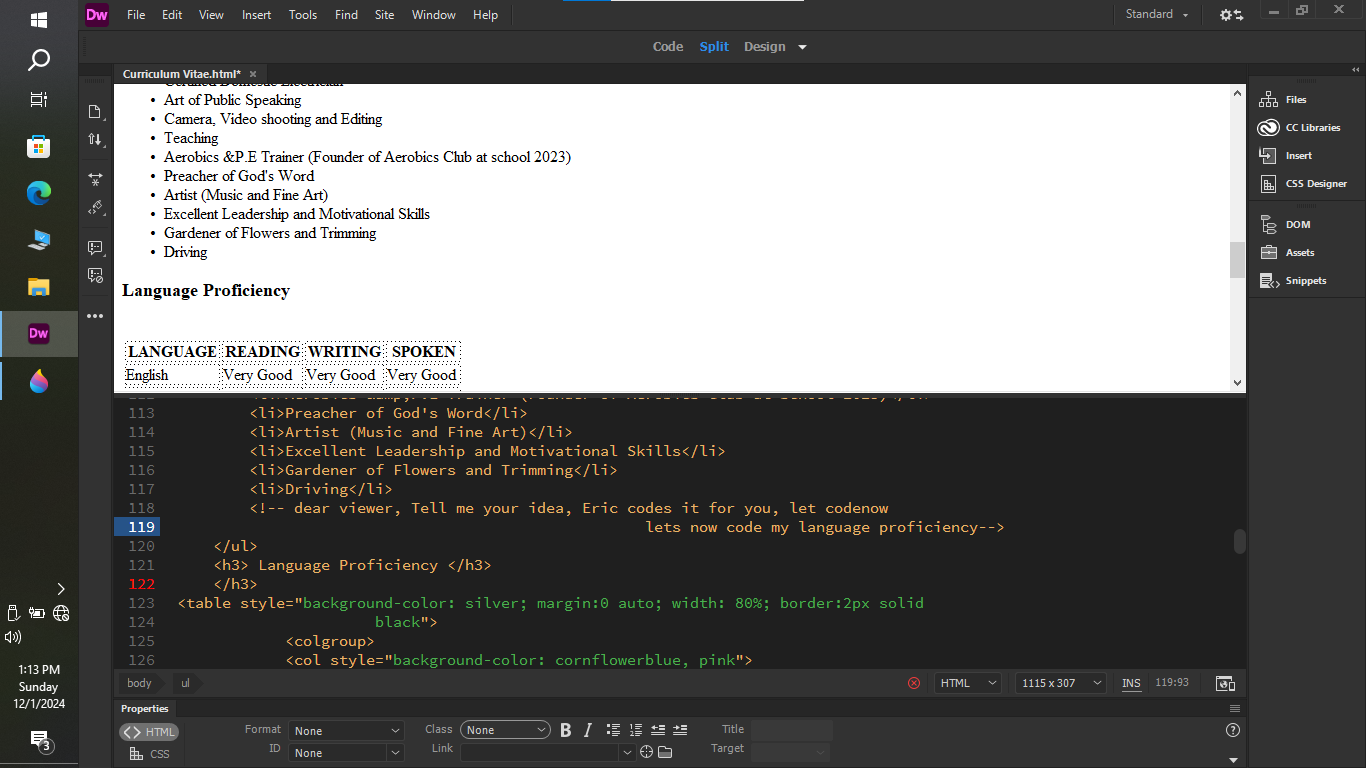 Dw File Edit View Insert Tools Find Site Window Help Standard
Code Split Design
Curriculum Vitae.html*
Certified Domestic Electrician
• Art of Public Speaking
• Camera, Video shooting and Editing
• Teaching
• Aerobics &P.E Trainer (Founder of Aerobics Club at school 2023)
• Preacher of God's Word
• Artist (Music and Fine Art)
• Excellent Leadership and Motivational Skills
• Gardener of Flowers and Trimming
• Driving
Language Proficiency
LANGUAGE READING WRITING SPOKEN
English Very Good Very Good Very Good
Files
CC Libraries
Insert
CSS Designer
DOM
Assets
Snippets
Dw
113 <li>Preacher of God's Word</li>
114 <li>Artist (Music and Fine Art)</li>
115 <li>Excellent Leadership and Motivational Skills</li>
116 <li>Gardener of Flowers and Trimming</li>
117 <li>Driving</li>
118 <!-- dear viewer, Tell me your idea, Eric codes it for you, let codenow
119 lets now code my language proficiency-->
120 </ul>
121 <h3> Language Proficiency </h3>
122 </h3>
123 <table style="background-color: silver; margin:0 auto; width: 80%; border:2px solid
124 black">
125 <colgroup>
126 <col style="background-color: cornflowerblue, pink">
body ul HTML 1115 x 307 INS 119:93
Properties
<> HTML Format None Class None B I Title
CSS ID None Link Target
1:13 PM
Sunday
12/1/2024
3